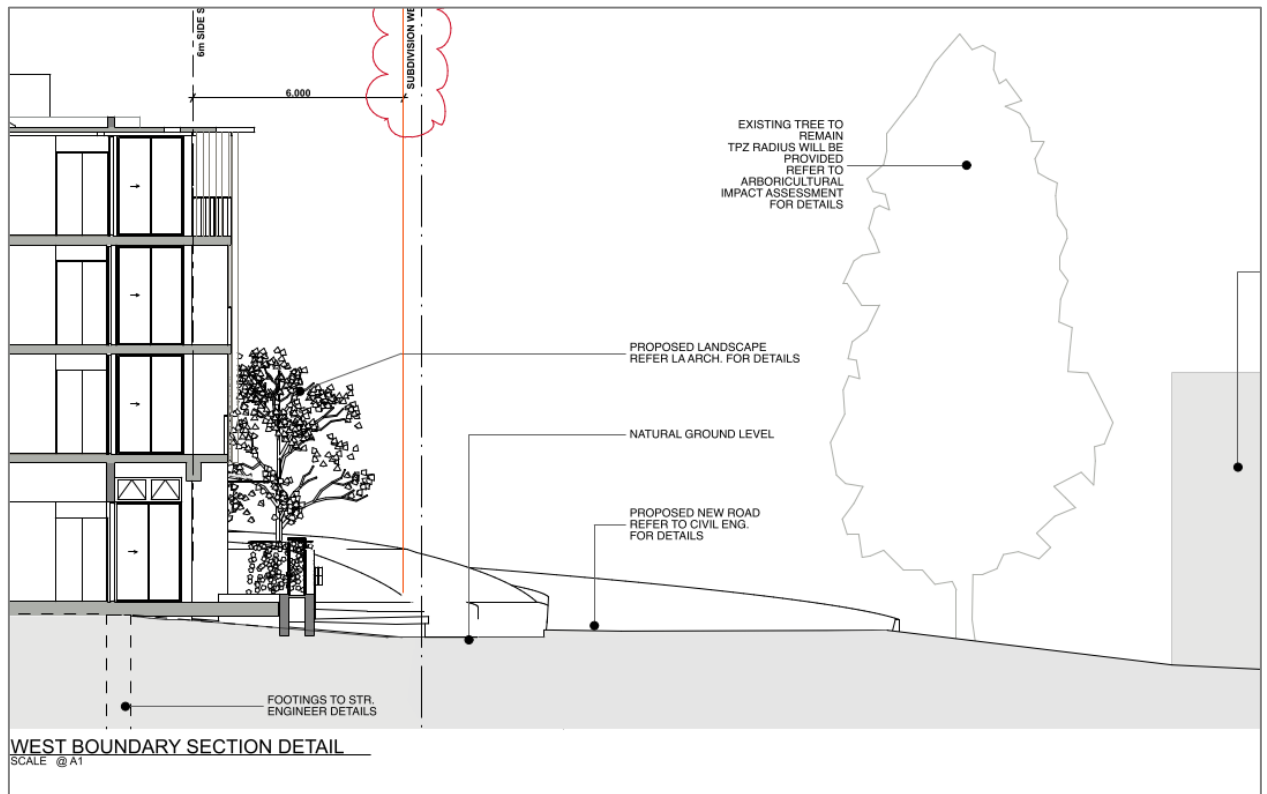 6m SIDE S
SUBDIVISION WE
6.000
EXISTING TREE TO
REMAIN
TPZ RADIUS WILL BE
PROVIDED
REFER TO
ARBORICULTURAL
IMPACT ASSESSMENT
FOR DETAILS
PROPOSED LANDSCAPE
REFER LA ARCH. FOR DETAILS
NATURAL GROUND LEVEL
PROPOSED NEW ROAD
REFER TO CIVIL ENG.
FOR DETAILS
FOOTINGS TO STR.
ENGINEER DETAILS
WEST BOUNDARY SECTION DETAIL
SCALE @ A1